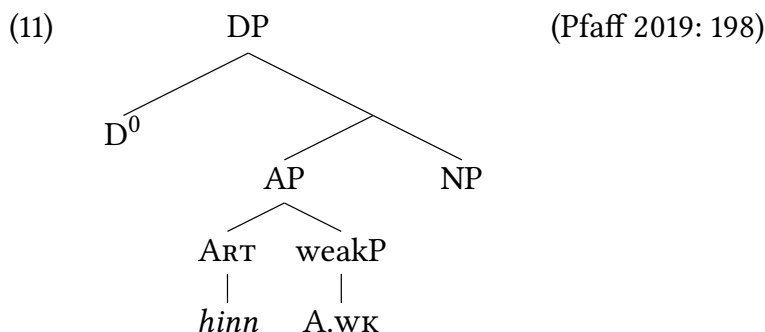 (11) DP (Pfaff 2019: 198)
D⁰
AP NP
Art weakP
hinn A.wk